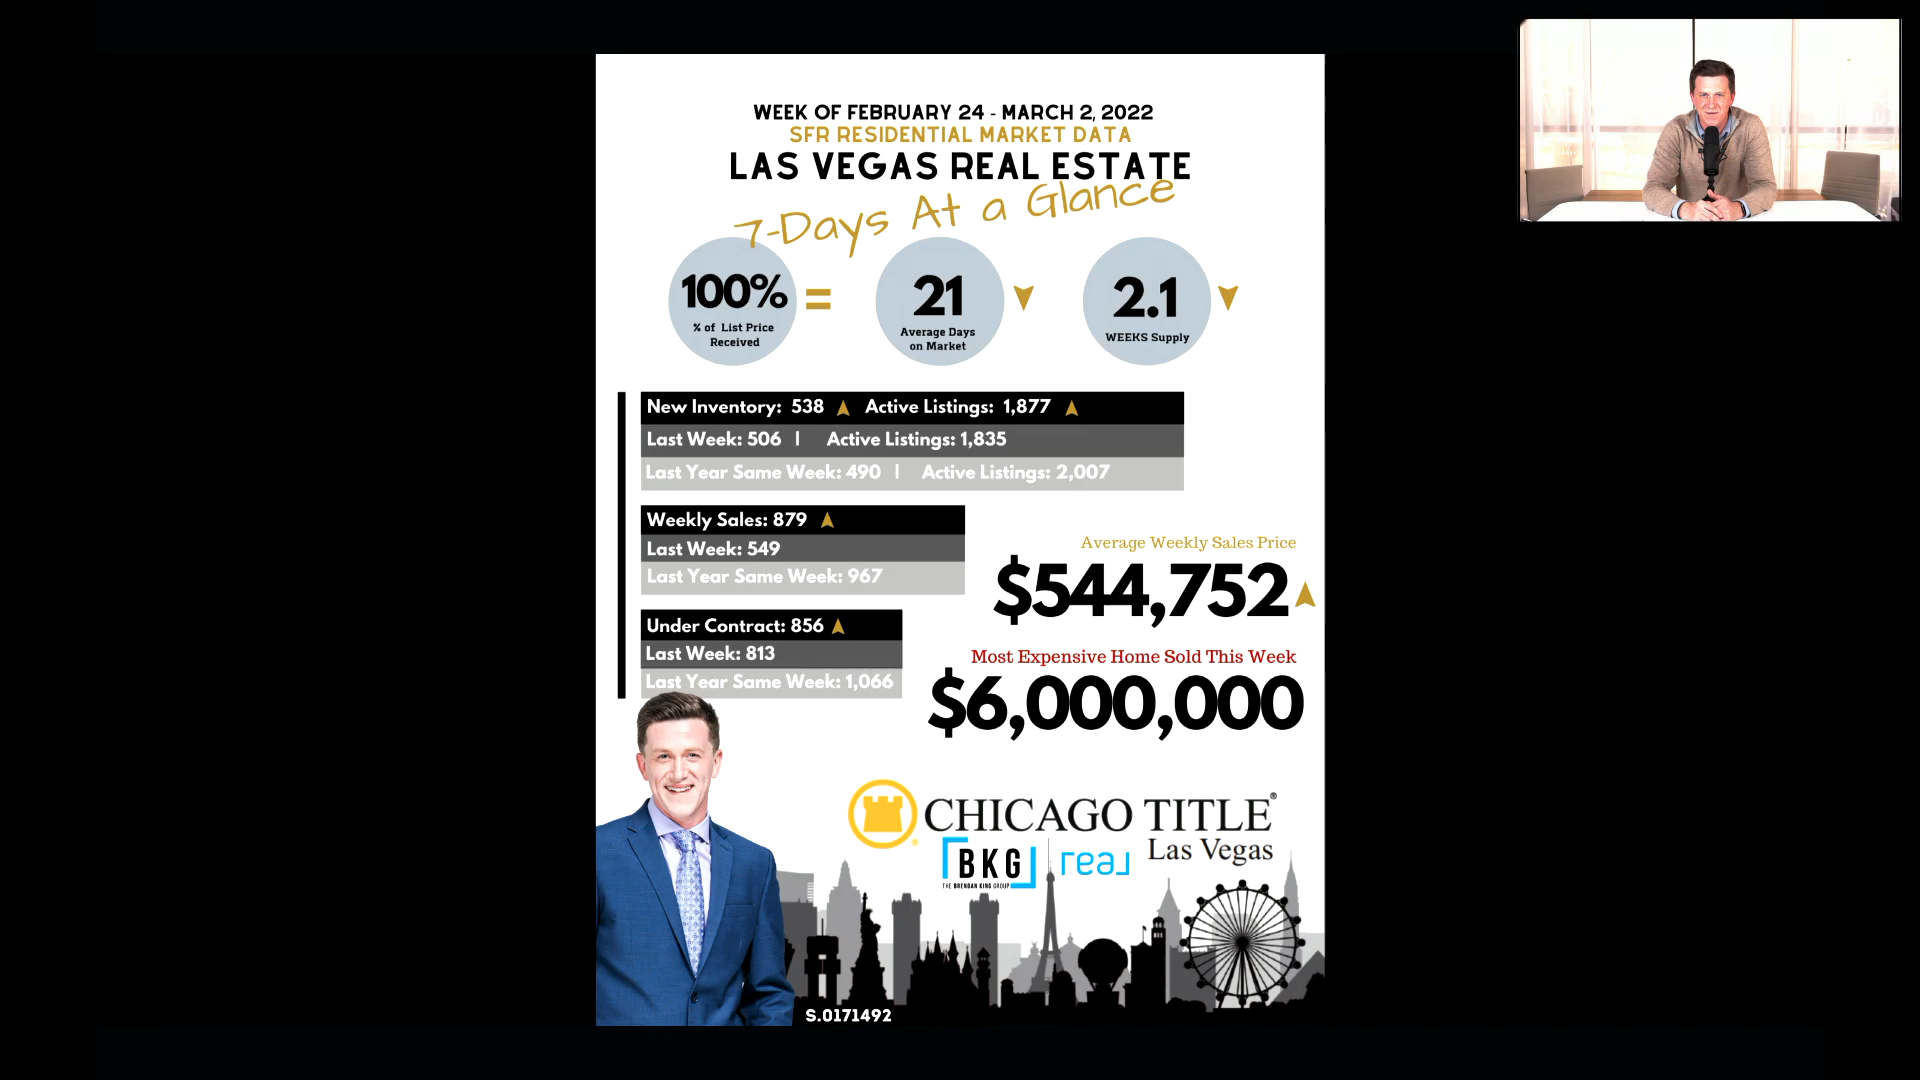 WEEK OF FEBRUARY 24 - MARCH 2, 2022
SFR RESIDENTIAL MARKET DATA
LAS VEGAS REAL ESTATE
7-Days At a Glance
100% =
% of List Price
Received
21
Average Days
on Market
2.1
WEEKS Supply
New Inventory: 538 Active Listings: 1,877
Last Week: 506 | Active Listings: 1,835
Last Year Same Week: 490 | Active Listings: 2,007
Weekly Sales: 879
Last Week: 549
Last Year Same Week: 967
Average Weekly Sales Price
$544,752
Under Contract: 856
Last Week: 813
Last Year Same Week: 1,066
Most Expensive Home Sold This Week
$6,000,000
CHICAGO TITLE®
Las Vegas
BKG
THE BRENDAN KING GROUP
real
S.0171492